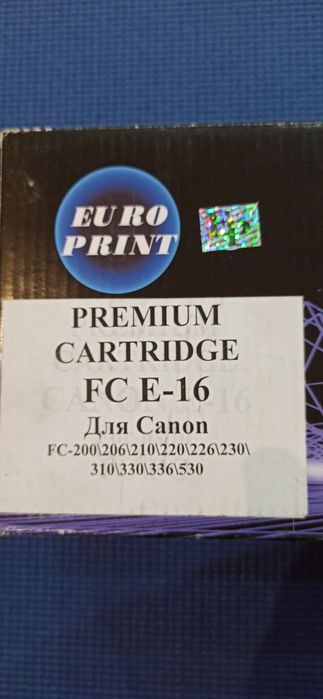 EURO
PRINT
PREMIUM
CARTRIDGE
FC E-16
Для Canon
FC-200\206\210\220\226\230\
310\330\336\530